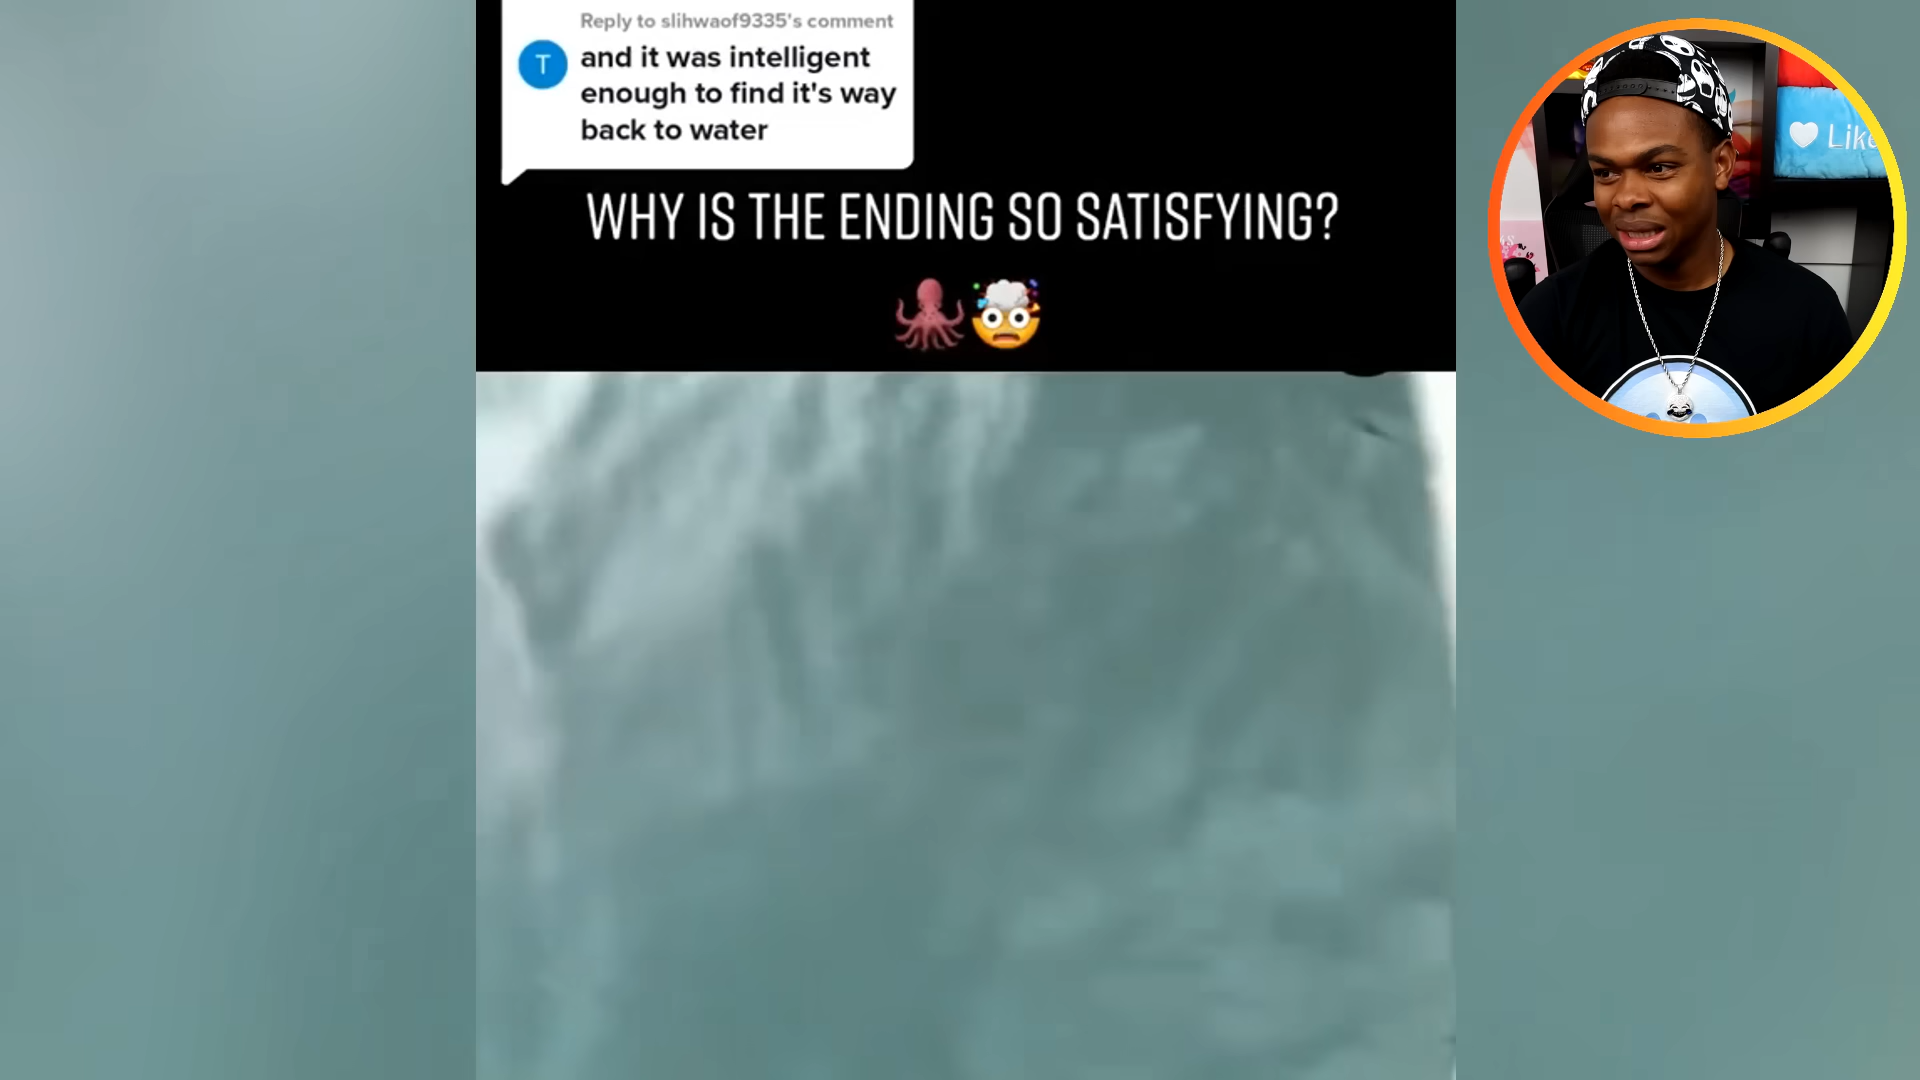 Reply to slihwaof9335's comment
T
and it was intelligent
enough to find it's way
back to water
WHY IS THE ENDING SO SATISFYING?
Like